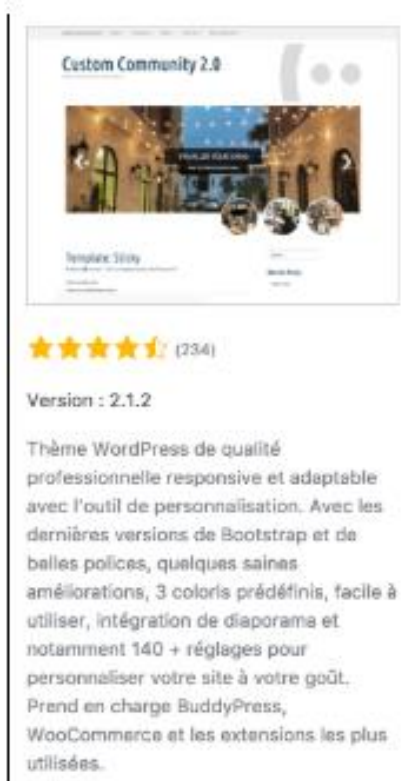 Custom Community 2.0
Template: Sticky
(234)
Version : 2.1.2
Thème WordPress de qualité
professionnelle responsive et adaptable
avec l'outil de personnalisation. Avec les
dernières versions de Bootstrap et de
belles polices, quelques saines
améliorations, 3 coloris prédéfinis, facile à
utiliser, intégration de diaporama et
notamment 140 + réglages pour
personnaliser votre site à votre goût.
Prend en charge BuddyPress,
WooCommerce et les extensions les plus
utilisées.